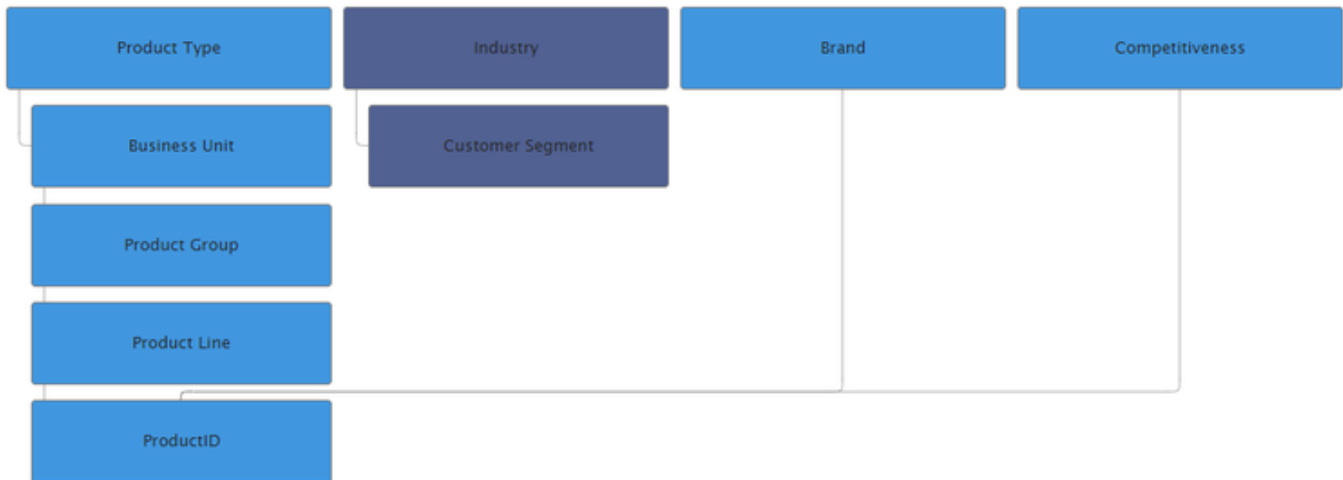 Product Type
Industry
Brand
Competitiveness
Business Unit
Customer Segment
Product Group
Product Line
ProductID